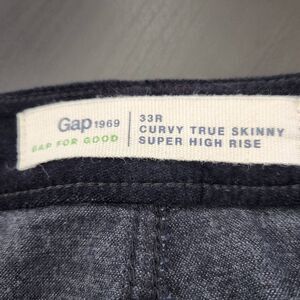 Gap 1969
GAP FOR GOOD
33R
CURVY TRUE SKINNY
SUPER HIGH RISE